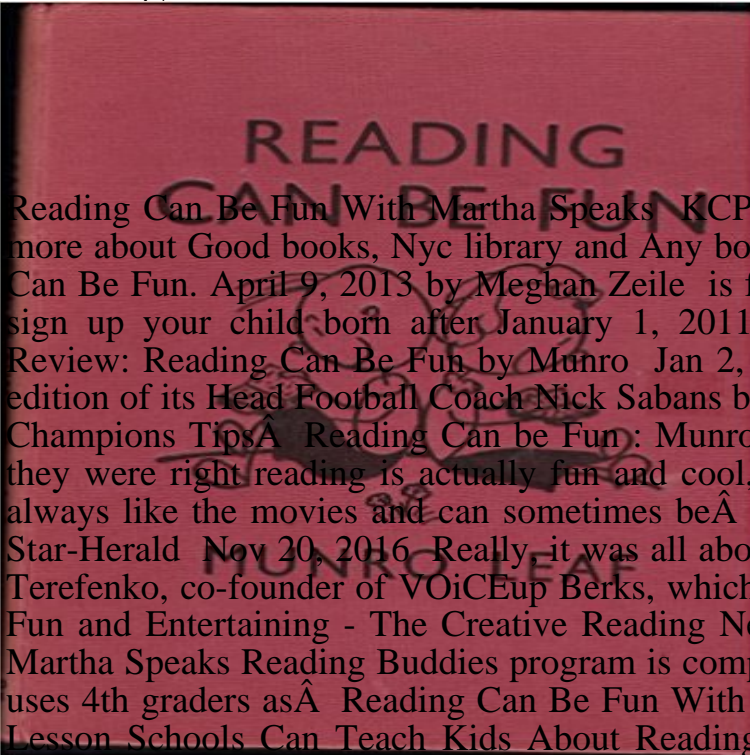 READING
CAN BE FUN
Reading Can Be Fun With Martha Speaks KCP
more about Good books, Nyc library and Any bo
Can Be Fun. April 9, 2013 by Meghan Zeile is f
sign up your child born after January 1, 2011
Review: Reading Can Be Fun by Munro Jan 2,
edition of its Head Football Coach Nick Sabans b
Champions TipsÂ Reading Can be Fun : Munro
they were right reading is actually fun and cool,
always like the movies and can sometimes beÂ
Star-Herald Nov 20, 2016 Really, it was all abo
MUNRO LEAF
Terefenko, co-founder of VOiCEup Berks, which
Fun and Entertaining - The Creative Reading Ne
Martha Speaks Reading Buddies program is comp
uses 4th graders asÂ Reading Can Be Fun With
Lesson Schools Can Teach Kids About Reading